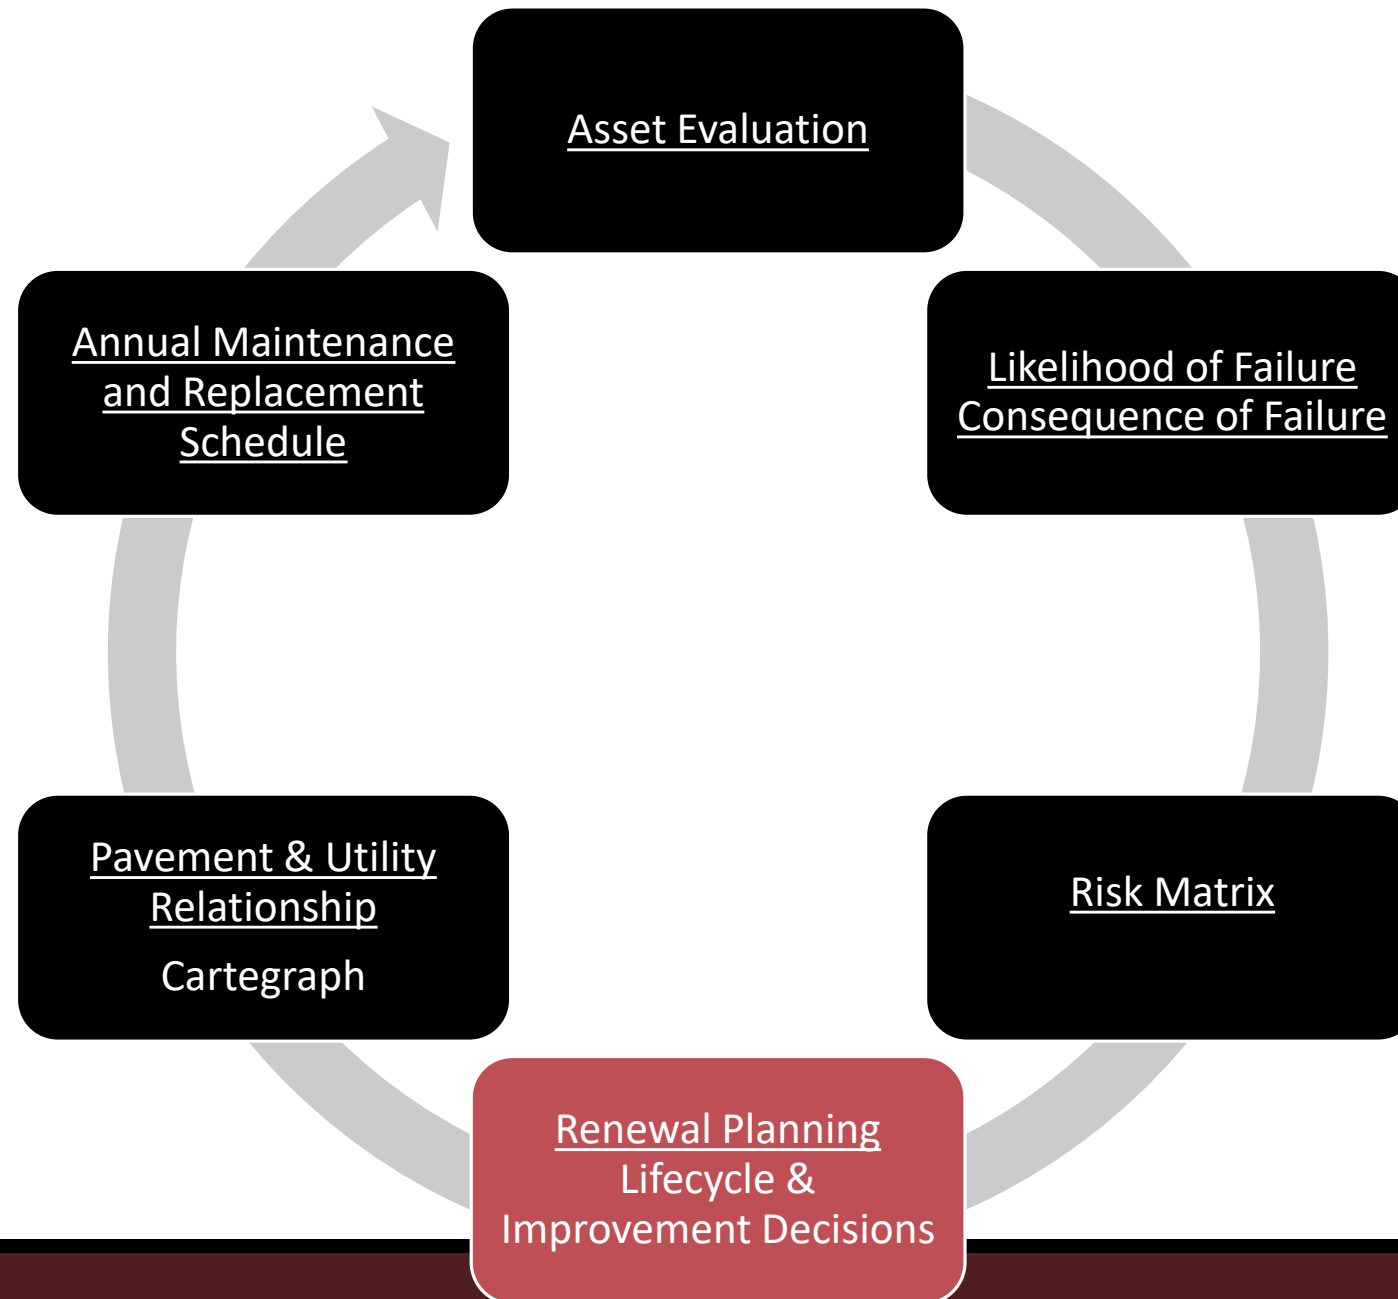 Asset Evaluation
Likelihood of Failure
Consequence of Failure
Risk Matrix
Renewal Planning
Lifecycle &
Improvement Decisions
Pavement & Utility
Relationship
Cartegraph
Annual Maintenance
and Replacement
Schedule